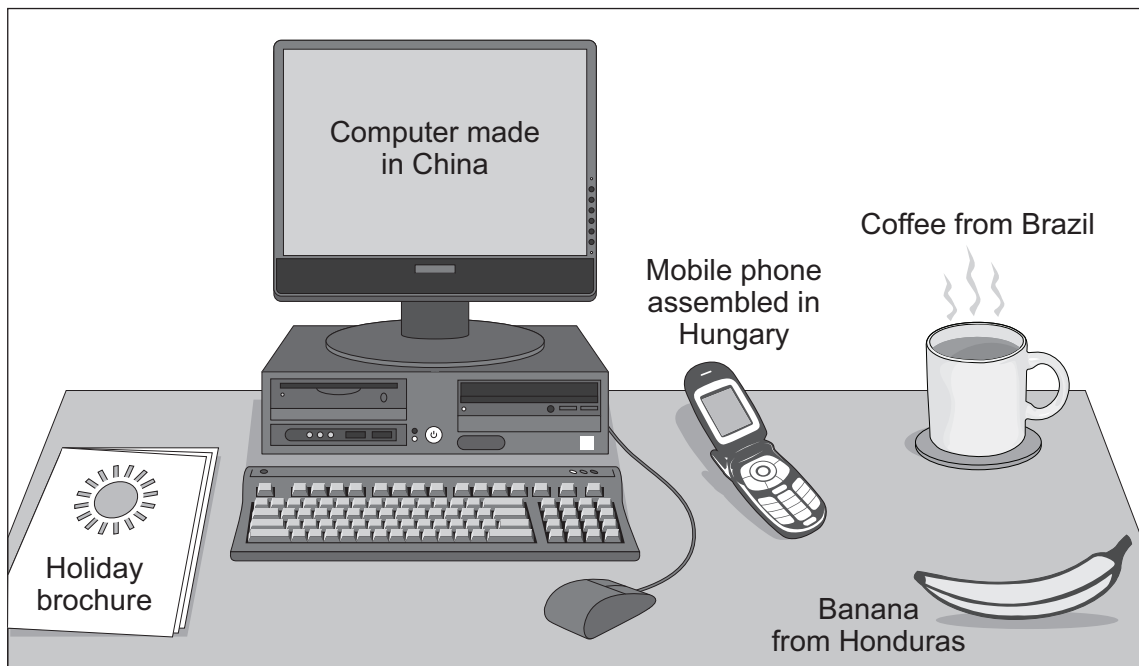 Computer made
in China
Coffee from Brazil
Mobile phone
assembled in
Hungary
Holiday
brochure
Banana
from Honduras